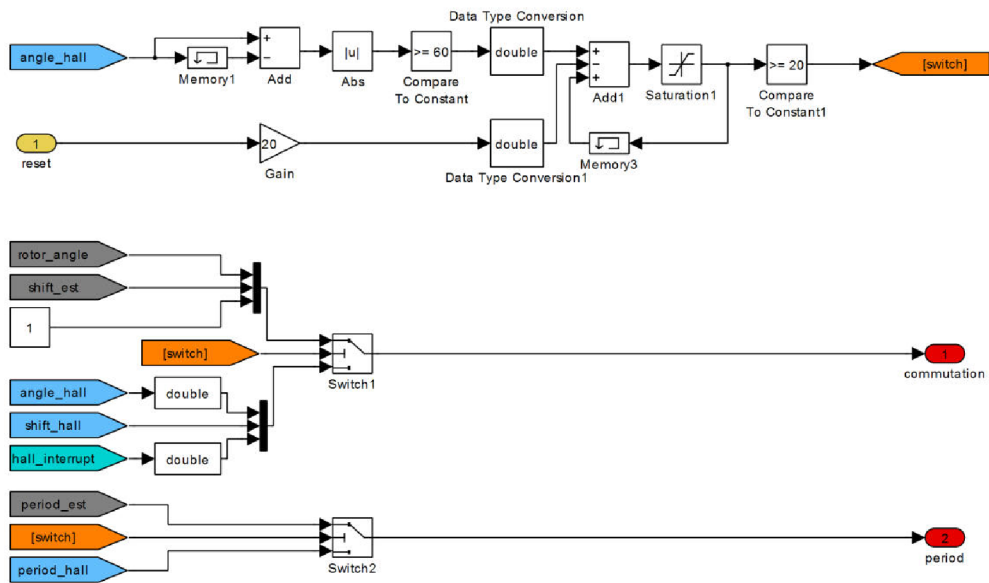 Data Type Conversion
angle_hall
Memory1
+
−
Add
|u|
Abs
>= 60
Compare
To Constant
double
+
−
+
Add1
Saturation1
>= 20
Compare
To Constant1
[switch]
1
reset
20
Gain
double
Data Type Conversion1
Memory3
rotor_angle
shift_est
1
[switch]
Switch1
1
commutation
angle_hall
double
shift_hall
hall_interrupt
double
period_est
[switch]
period_hall
Switch2
2
period